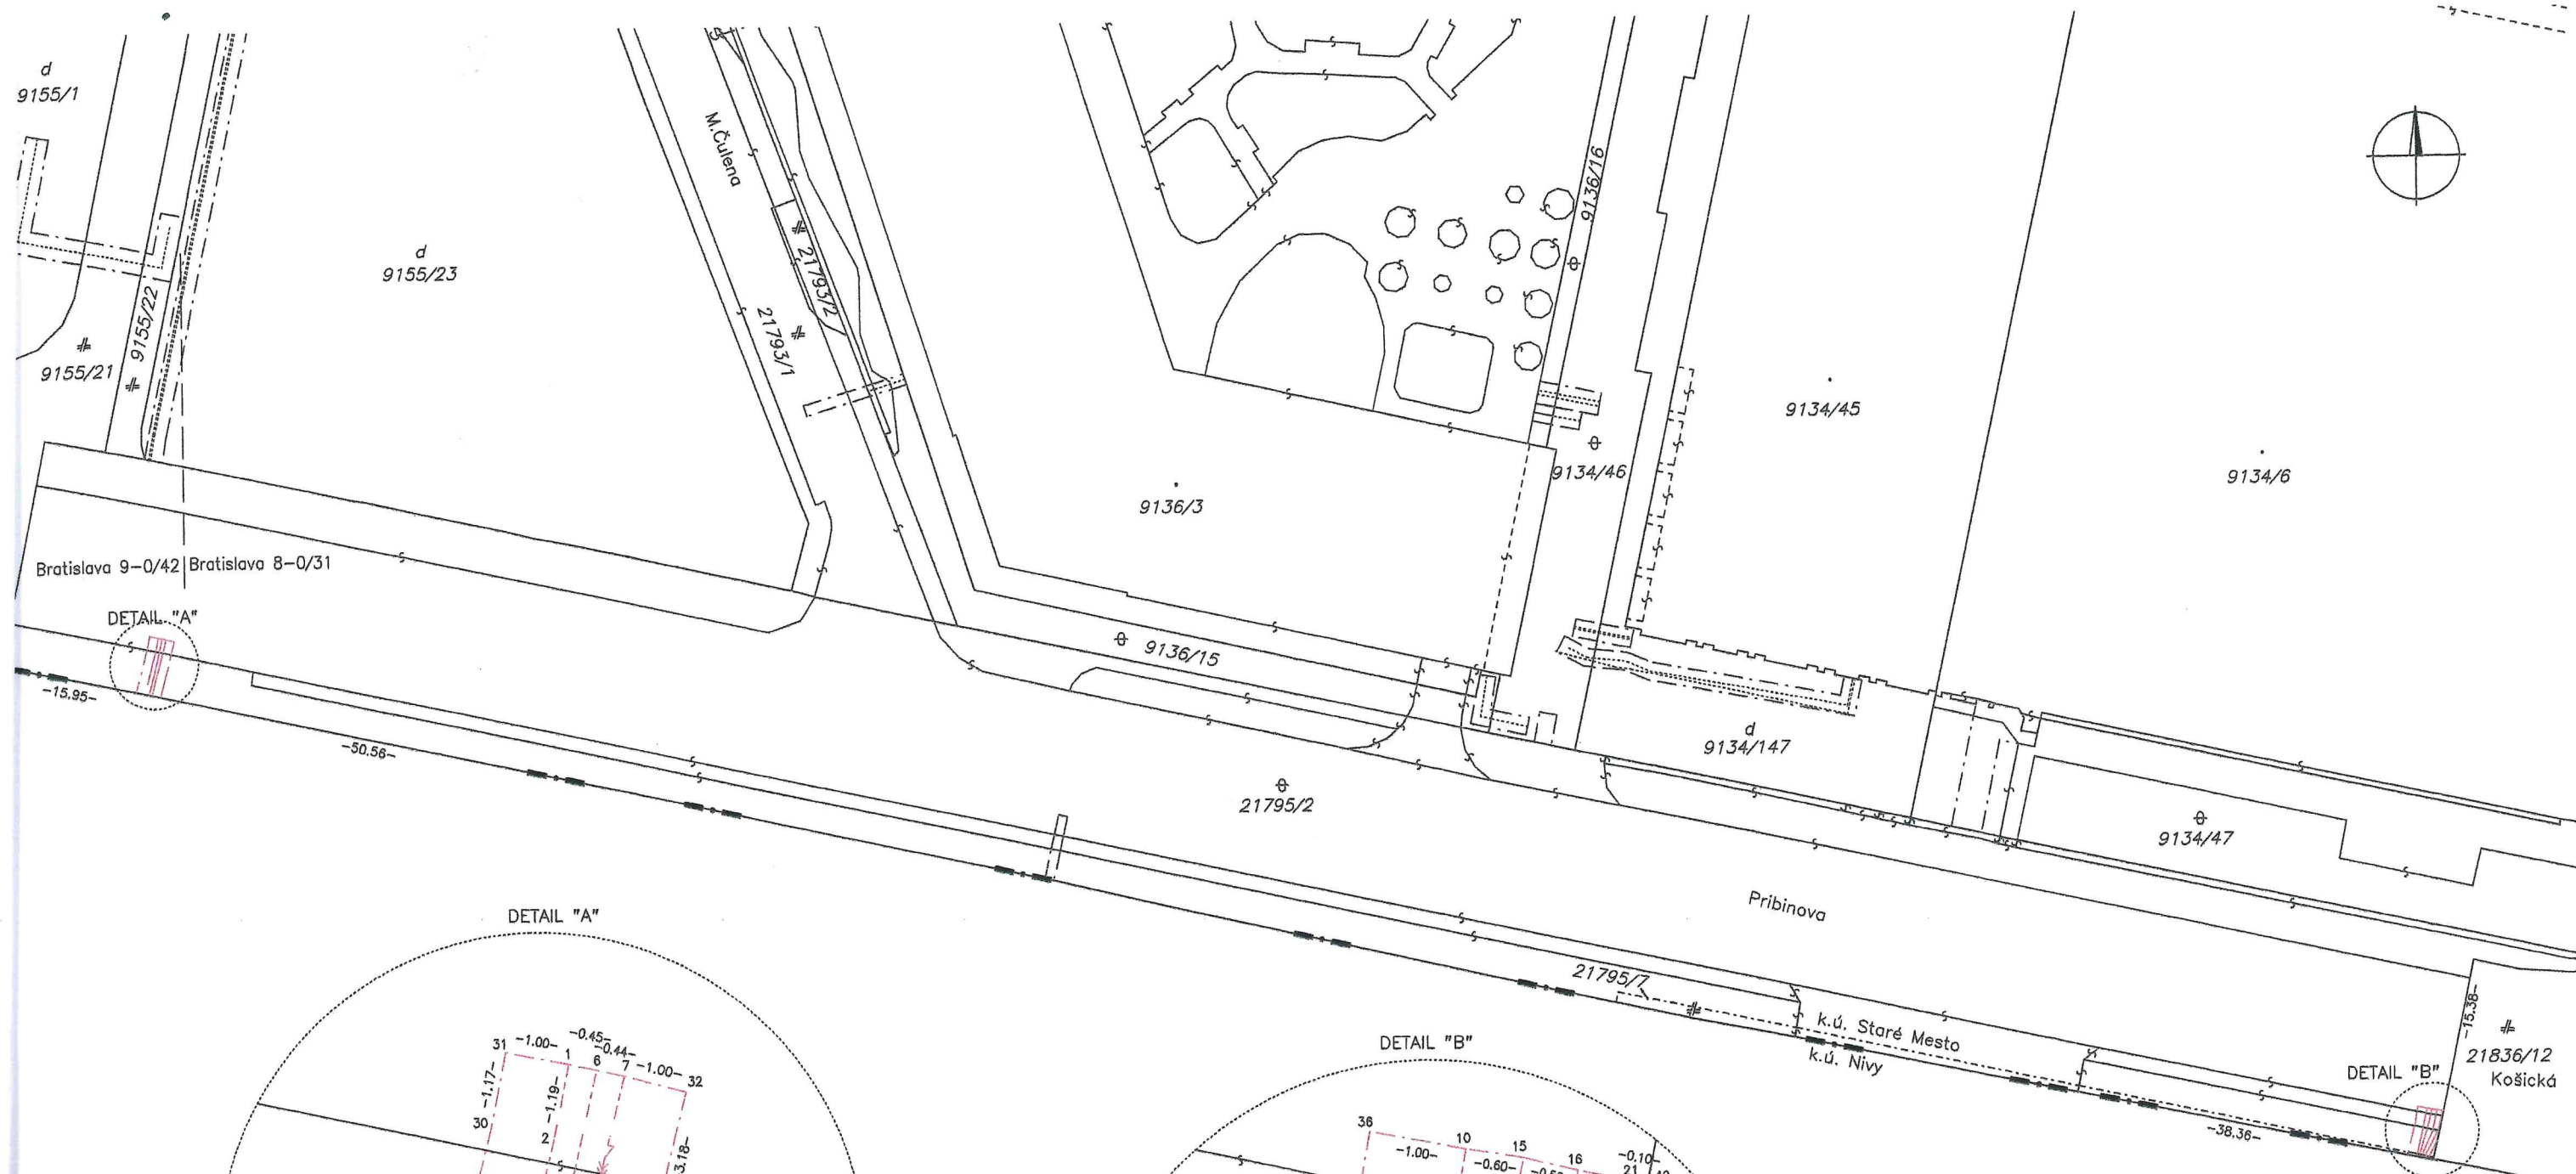 d
9155/1
d
9155/23
9155/22
9155/21
M.Čulena
21793/2
21793/1
9136/16
9136/3
9134/46
9134/45
9134/6
Bratislava 9-0/42 Bratislava 8-0/31
DETAIL "A"
-15.95-
-50.56-
9136/15
d
9134/147
21795/2
9134/47
Pribinova
21795/7
k.ú. Staré Mesto
k.ú. Nivy
-15.38-
21836/12
Košická
DETAIL "B"
-38.36-
DETAIL "A"
31 -1.00- 1 -0.45- 6 -0.44- 7 -1.00- 32
-1.17-
-1.19-
30
2
3.18-
DETAIL "B"
36 10 15 16 -0.10-
-1.00- -0.60- 21